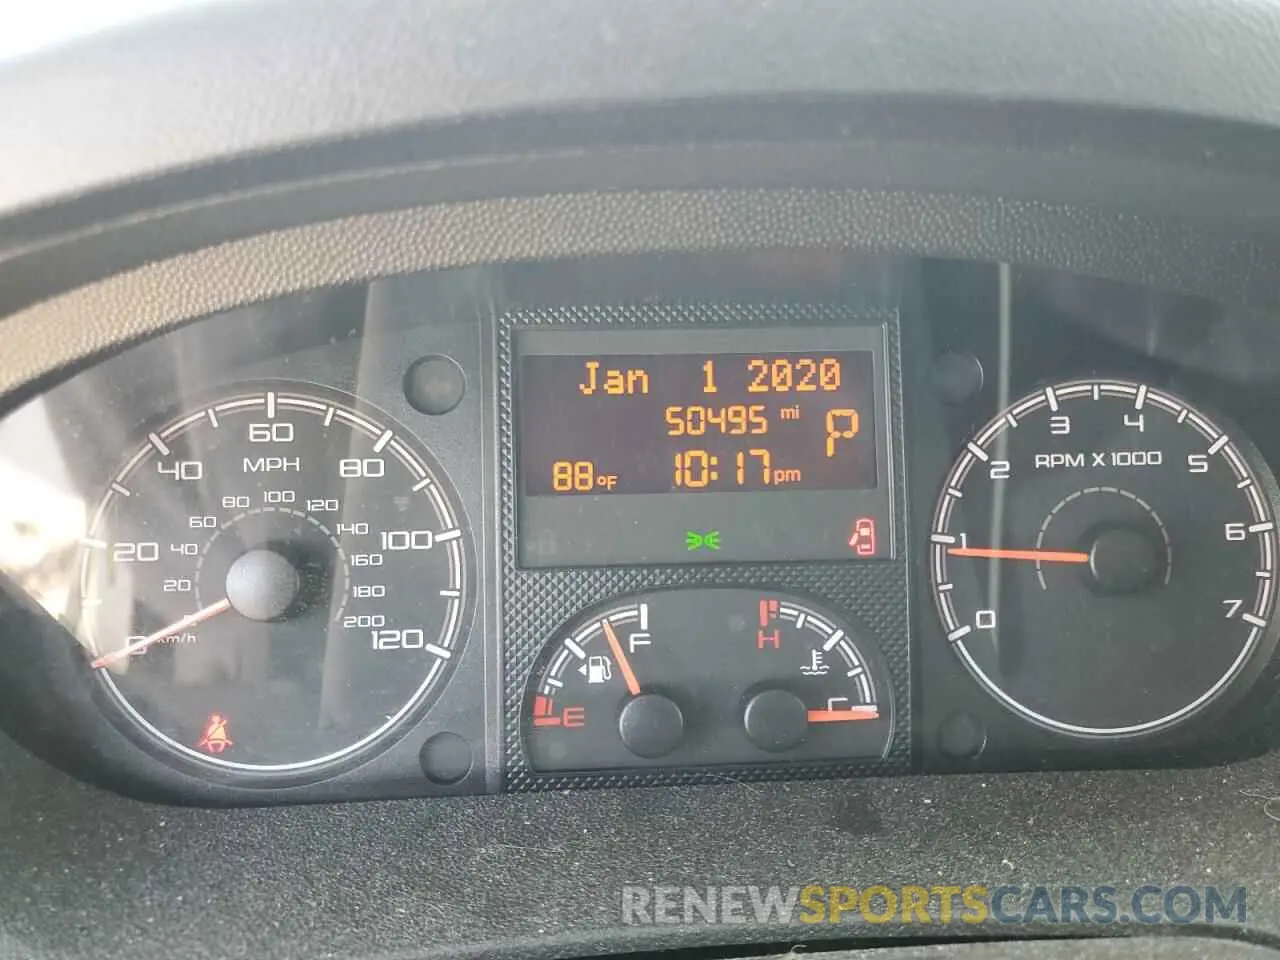 Jan 1 2020
50495 mi
P
88°F 10:17pm
0 20 40 60 80 100 120
MPH
0 20 40 60 80 100 120 140 160 180 200
km/h
E F
H C
0 1 2 3 4 5 6 7
RPM X 1000
RENEWSPORTSCARS.COM